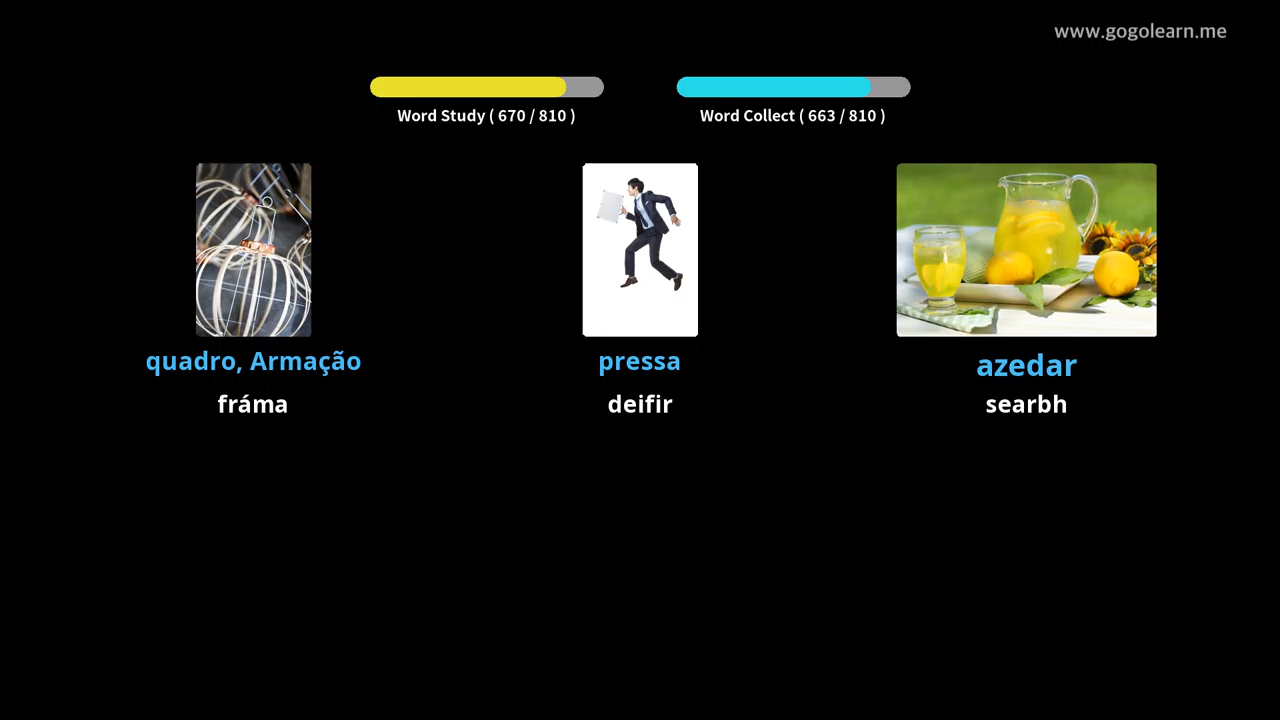 www.gogolearn.me
Word Study ( 670 / 810 )
Word Collect ( 663 / 810 )
quadro, Armação
pressa
azedar
fráma
deifir
searbh